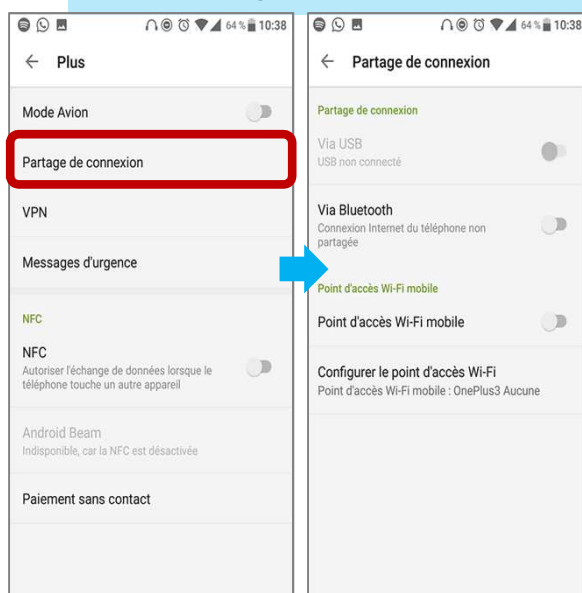 64 % 10:38
Plus
Mode Avion
Partage de connexion
VPN
Messages d'urgence
NFC
NFC
Autoriser l'échange de données lorsque le
téléphone touche un autre appareil
Android Beam
Indisponible, car la NFC est désactivée
Paiement sans contact
64 % 10:38
Partage de connexion
Partage de connexion
Via USB
USB non connecté
Via Bluetooth
Connexion Internet du téléphone non
partagée
Point d'accès Wi-Fi mobile
Point d'accès Wi-Fi mobile
Configurer le point d'accès Wi-Fi
Point d'accès Wi-Fi mobile : OnePlus3 Aucune